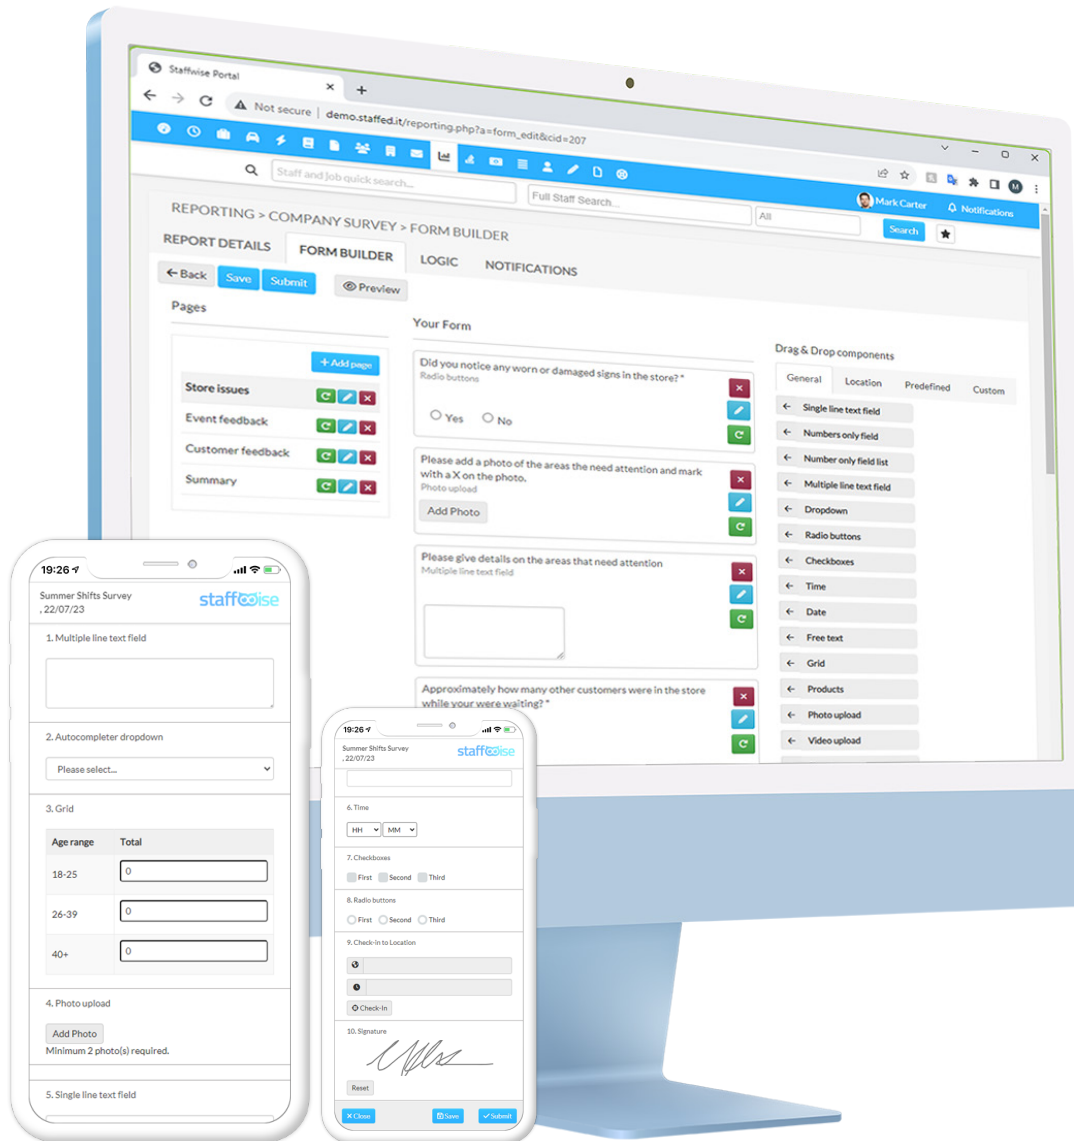 Staffwise Portal
Not secure | demo.staffed.it/reporting.php?a=form_edit&cid=207
M
Staff and Job quick search...
Full Staff Search...
All
Search
Mark Carter
Notifications
REPORTING > COMPANY SURVEY > FORM BUILDER
REPORT DETAILS
FORM BUILDER
LOGIC
NOTIFICATIONS
Back
Save
Submit
Preview
Pages
+ Add page
Store issues
Event feedback
Customer feedback
Summary
Your Form
Did you notice any worn or damaged signs in the store? *
Radio buttons
Yes
No
Please add a photo of the areas the need attention and mark
with a X on the photo.
Photo upload
Add Photo
Please give details on the areas that need attention
Multiple line text field
Approximately how many other customers were in the store
while your were waiting? *
Drag & Drop components
General
Location
Predefined
Custom
Single line text field
Numbers only field
Number only field list
Multiple line text field
Dropdown
Radio buttons
Checkboxes
Time
Date
Free text
Grid
Products
Photo upload
Video upload
19:26
Summer Shifts Survey
, 22/07/23
staffwise
1. Multiple line text field
2. Autocompleter dropdown
Please select...
3. Grid
Age range Total
18-25 0
26-39 0
40+ 0
4. Photo upload
Add Photo
Minimum 2 photo(s) required.
5. Single line text field
19:26
Summer Shifts Survey
, 22/07/23
staffwise
6. Time
HH MM
7. Checkboxes
First Second Third
8. Radio buttons
First Second Third
9. Check-in to Location
Check-In
10. Signature
Reset
Close
Save
Submit